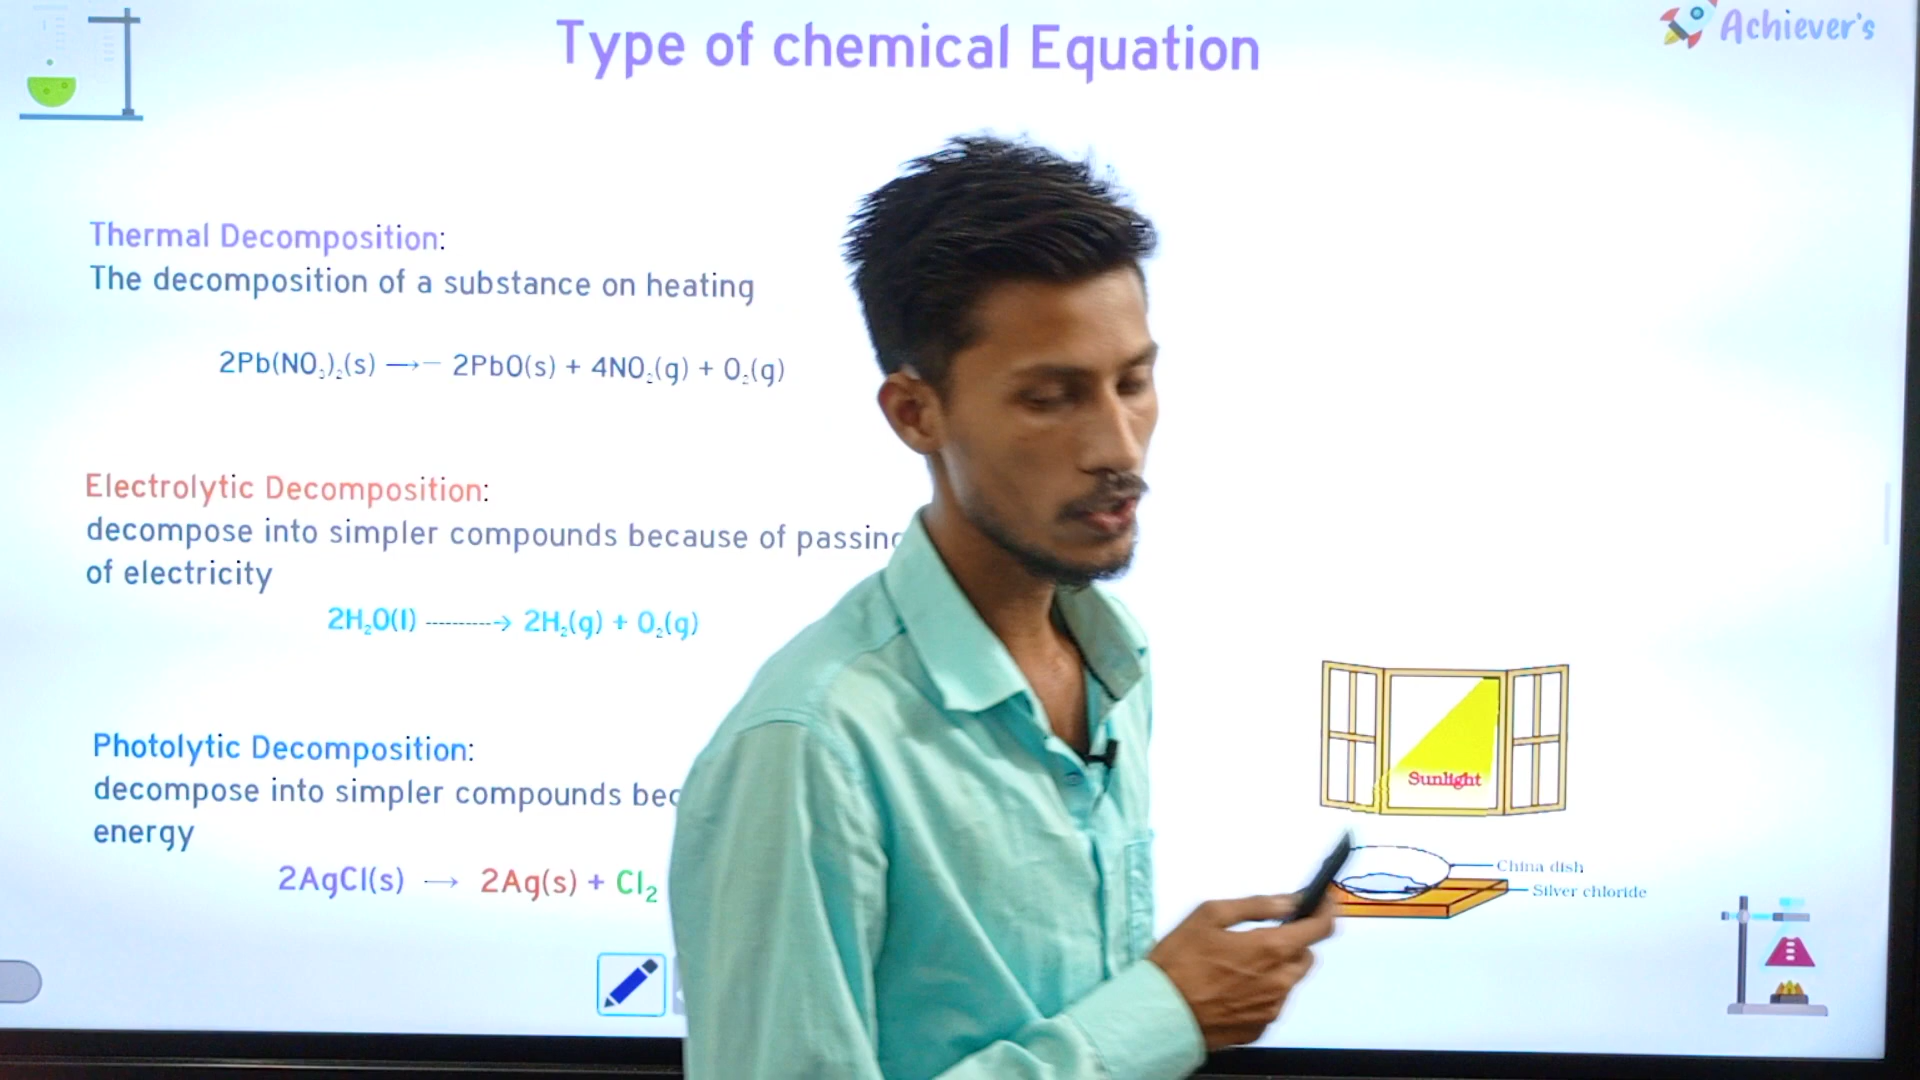 Type of chemical Equation
Achiever's
Thermal Decomposition:
The decomposition of a substance on heating
2Pb(NO₃)₂(s) →– 2PbO(s) + 4NO₂(g) + O₂(g)
Electrolytic Decomposition:
decompose into simpler compounds because of passing
of electricity
2H₂O(l) ----------→ 2H₂(g) + O₂(g)
Photolytic Decomposition:
decompose into simpler compounds
energy
2AgCl(s) → 2Ag(s) + Cl₂
Sunlight
China dish
Silver chloride